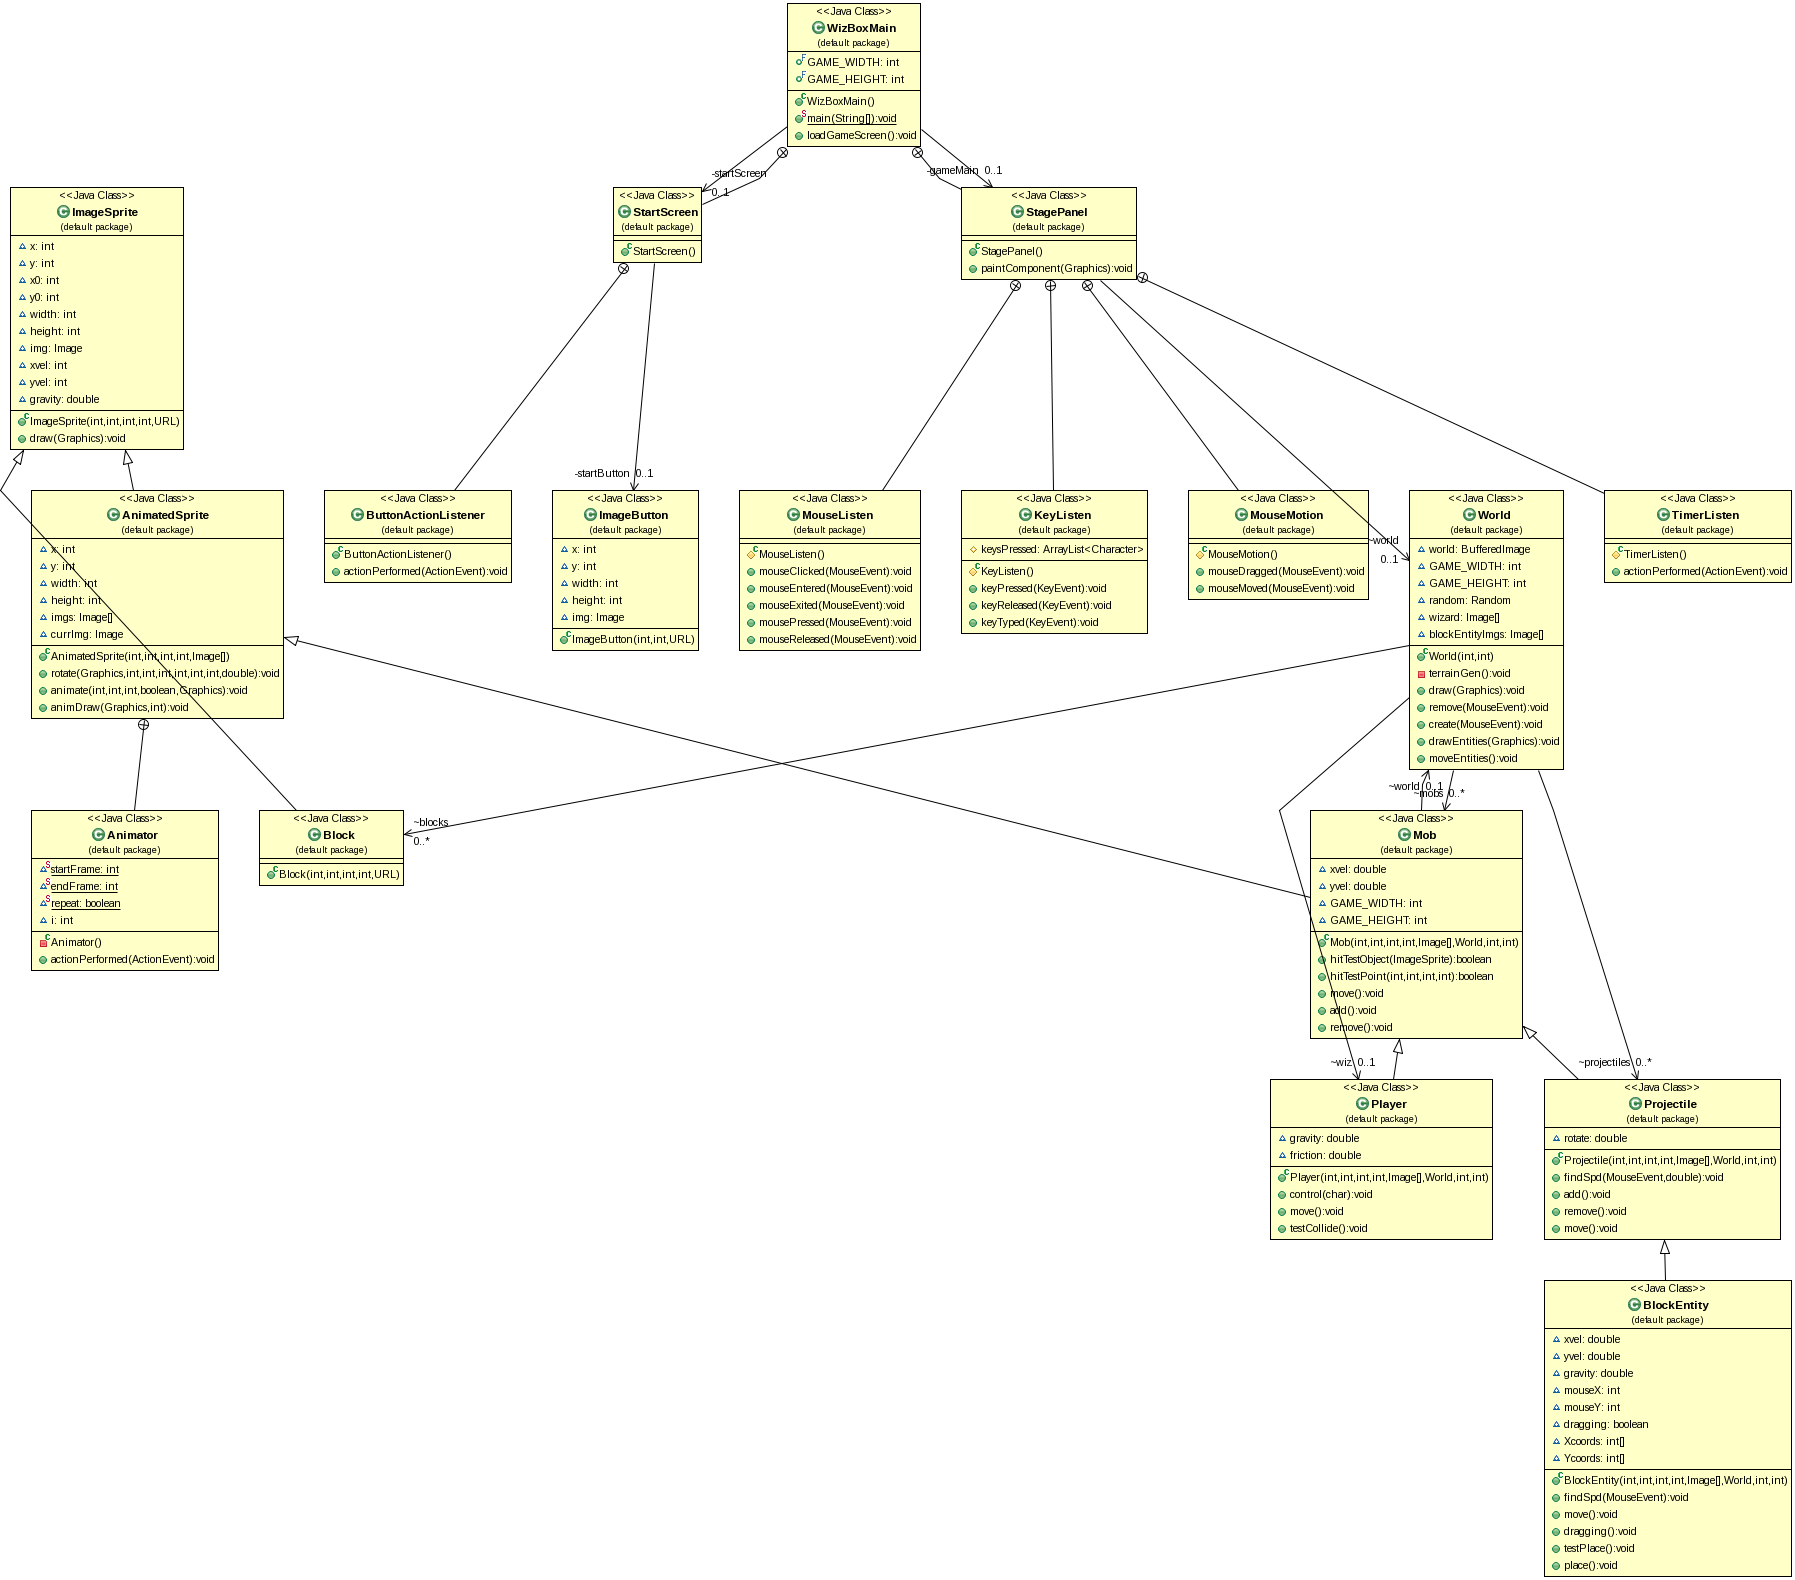 <<Java Class>>
WizBoxMain
(default package)
GAME_WIDTH: int
GAME_HEIGHT: int
WizBoxMain()
main(String[]):void
loadGameScreen():void
-startScreen
0..1
-gameMain 0..1
<<Java Class>>
ImageSprite
(default package)
x: int
y: int
x0: int
y0: int
width: int
height: int
img: Image
xvel: int
yvel: int
gravity: double
ImageSprite(int,int,int,int,URL)
draw(Graphics):void
<<Java Class>>
StartScreen
(default package)
StartScreen()
<<Java Class>>
StagePanel
(default package)
StagePanel()
paintComponent(Graphics):void
-startButton 0..1
~world
0..1
<<Java Class>>
AnimatedSprite
(default package)
x: int
y: int
width: int
height: int
imgs: Image[]
currImg: Image
AnimatedSprite(int,int,int,int,Image[])
rotate(Graphics,int,int,int,int,int,int,double):void
animate(int,int,int,boolean,Graphics):void
animDraw(Graphics,int):void
<<Java Class>>
ButtonActionListener
(default package)
ButtonActionListener()
actionPerformed(ActionEvent):void
<<Java Class>>
ImageButton
(default package)
x: int
y: int
width: int
height: int
img: Image
ImageButton(int,int,URL)
<<Java Class>>
MouseListen
(default package)
MouseListen()
mouseClicked(MouseEvent):void
mouseEntered(MouseEvent):void
mouseExited(MouseEvent):void
mousePressed(MouseEvent):void
mouseReleased(MouseEvent):void
<<Java Class>>
KeyListen
(default package)
keysPressed: ArrayList<Character>
KeyListen()
keyPressed(KeyEvent):void
keyReleased(KeyEvent):void
keyTyped(KeyEvent):void
<<Java Class>>
MouseMotion
(default package)
MouseMotion()
mouseDragged(MouseEvent):void
mouseMoved(MouseEvent):void
<<Java Class>>
World
(default package)
world: BufferedImage
GAME_WIDTH: int
GAME_HEIGHT: int
random: Random
wizard: Image[]
blockEntityImgs: Image[]
World(int,int)
terrainGen():void
draw(Graphics):void
remove(MouseEvent):void
create(MouseEvent):void
drawEntities(Graphics):void
moveEntities():void
<<Java Class>>
TimerListen
(default package)
TimerListen()
actionPerformed(ActionEvent):void
~world 0..1
~mobs 0..*
~blocks
0..*
<<Java Class>>
Animator
(default package)
startFrame: int
endFrame: int
repeat: boolean
i: int
Animator()
actionPerformed(ActionEvent):void
<<Java Class>>
Block
(default package)
Block(int,int,int,int,URL)
<<Java Class>>
Mob
(default package)
xvel: double
yvel: double
GAME_WIDTH: int
GAME_HEIGHT: int
Mob(int,int,int,int,Image[],World,int,int)
hitTestObject(ImageSprite):boolean
hitTestPoint(int,int,int,int):boolean
move():void
add():void
remove():void
~wiz 0..1
~projectiles 0..*
<<Java Class>>
Player
(default package)
gravity: double
friction: double
Player(int,int,int,int,Image[],World,int,int)
control(char):void
move():void
testCollide():void
<<Java Class>>
Projectile
(default package)
rotate: double
Projectile(int,int,int,int,Image[],World,int,int)
findSpd(MouseEvent,double):void
add():void
remove():void
move():void
<<Java Class>>
BlockEntity
(default package)
xvel: double
yvel: double
gravity: double
mouseX: int
mouseY: int
dragging: boolean
Xcoords: int[]
Ycoords: int[]
BlockEntity(int,int,int,int,Image[],World,int,int)
findSpd(MouseEvent):void
move():void
dragging():void
testPlace():void
place():void